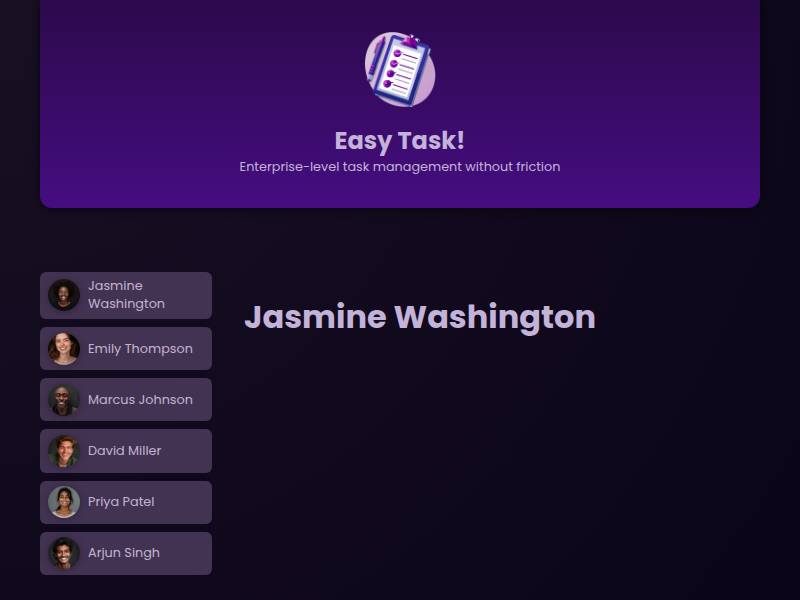 Easy Task!
Enterprise-level task management without friction
Jasmine
Washington
Emily Thompson
Marcus Johnson
David Miller
Priya Patel
Arjun Singh
Jasmine Washington